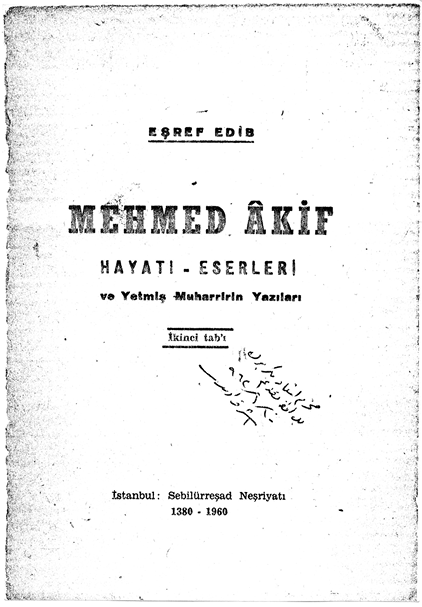 EŞREF EDİB
MEHMED ÂKİF
HAYATI - ESERLERİ
ve Yetmiş Muharririn Yazıları
İkinci tab'ı
İstanbul: Sebilürreşad Neşriyatı
1380 - 1960